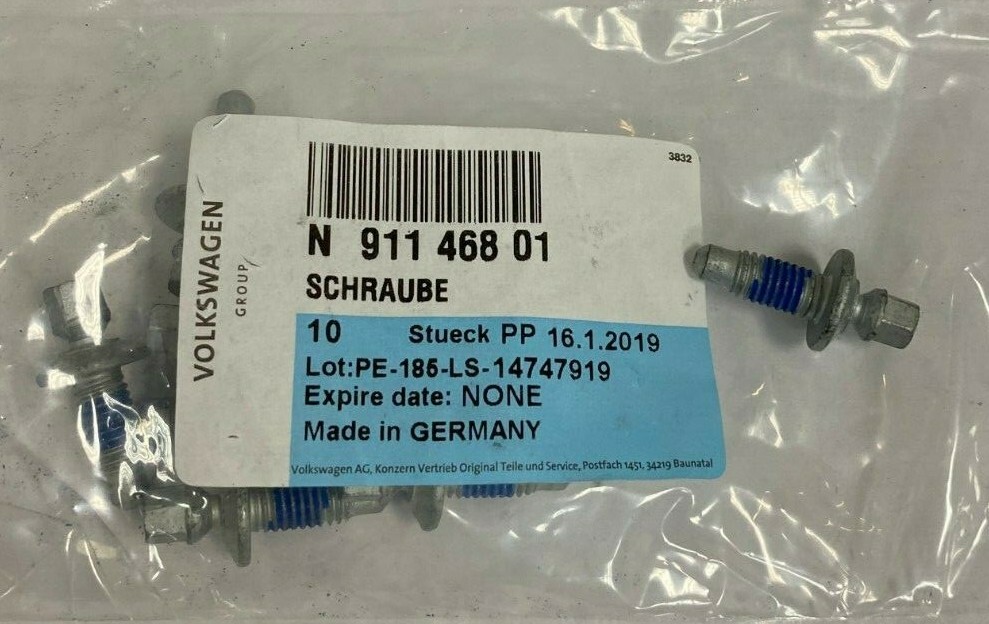 3832
VOLKSWAGEN
GROUP
N 911 468 01
SCHRAUBE
10 Stueck PP 16.1.2019
Lot:PE-185-LS-14747919
Expire date: NONE
Made in GERMANY
Volkswagen AG, Konzern Vertrieb Original Teile und Service, Postfach 1451, 34219 Baunatal